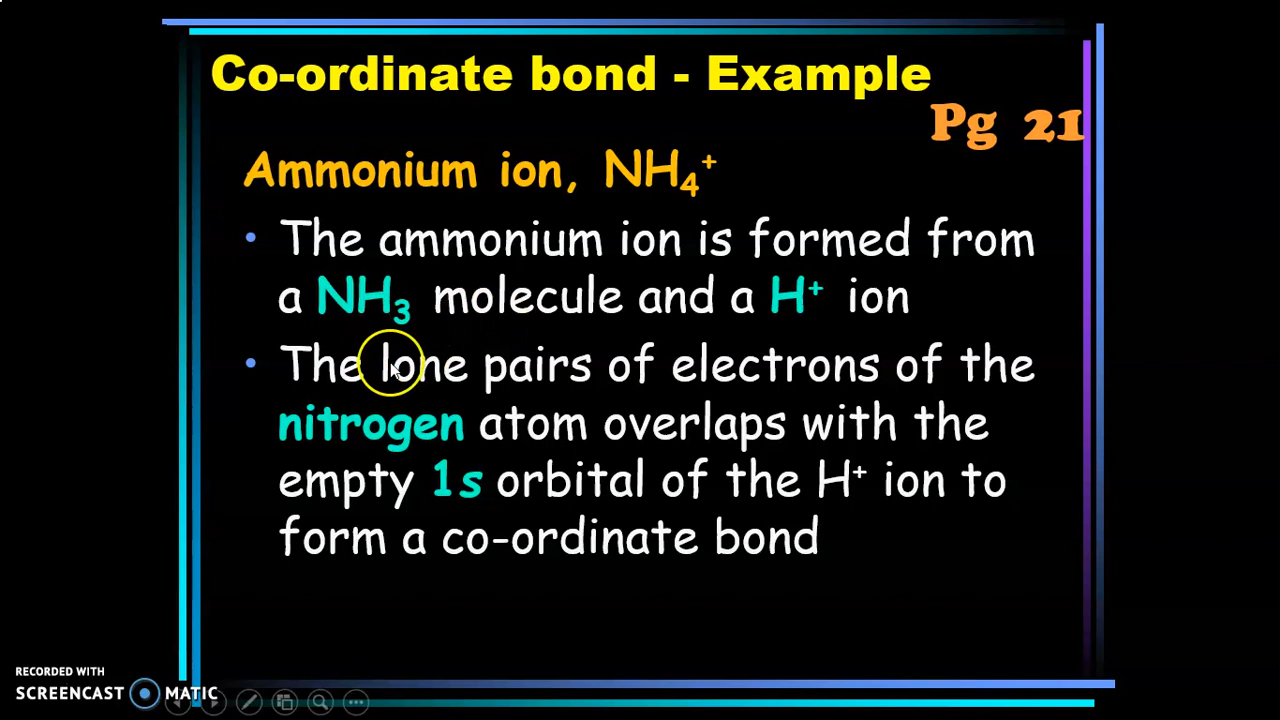 Co-ordinate bond - Example
Pg 21
Ammonium ion, NH₄⁺
• The ammonium ion is formed from
a NH₃ molecule and a H⁺ ion
• The lone pairs of electrons of the
nitrogen atom overlaps with the
empty 1s orbital of the H⁺ ion to
form a co-ordinate bond
RECORDED WITH
SCREENCAST MATIC